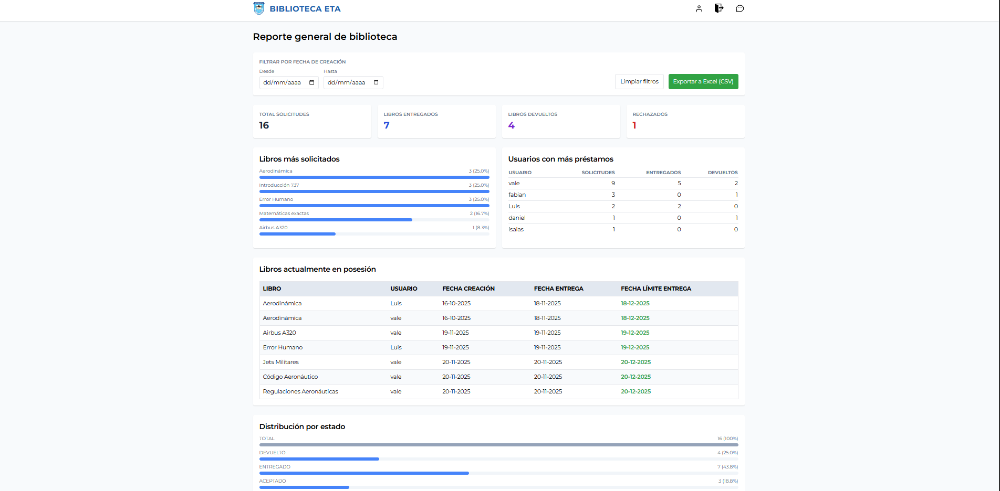 BIBLIOTECA ETA
Reporte general de biblioteca
FILTRAR POR FECHA DE CREACIÓN
Desde Hasta
dd/mm/aaaa dd/mm/aaaa Limpiar filtros Exportar a Excel (CSV)
TOTAL SOLICITUDES LIBROS ENTREGADOS LIBROS DEVUELTOS RECHAZADOS
16 7 4 1
Libros más solicitados
Aerodinámica 3 (25.0%)
Introducción 737 3 (25.0%)
Error Humano 3 (25.0%)
Matemáticas exactas 2 (16.7%)
Airbus A320 1 (8.3%)
Usuarios con más préstamos
USUARIO SOLICITUDES ENTREGADOS DEVUELTOS
vale 9 5 2
fabian 3 0 1
Luis 2 2 0
daniel 1 0 1
isaias 1 0 0
Libros actualmente en posesión
LIBRO USUARIO FECHA CREACIÓN FECHA ENTREGA FECHA LÍMITE ENTREGA
Aerodinámica Luis 16-10-2025 18-11-2025 18-12-2025
Aerodinámica vale 16-10-2025 18-11-2025 18-12-2025
Airbus A320 vale 19-11-2025 19-11-2025 19-12-2025
Error Humano Luis 19-11-2025 19-11-2025 19-12-2025
Jets Militares vale 20-11-2025 20-11-2025 20-12-2025
Código Aeronáutico vale 20-11-2025 20-11-2025 20-12-2025
Regulaciones Aeronáuticas vale 20-11-2025 20-11-2025 20-12-2025
Distribución por estado
TOTAL 16 (100%)
DEVUELTO 4 (25.0%)
ENTREGADO 7 (43.8%)
ACEPTADO 3 (18.8%)